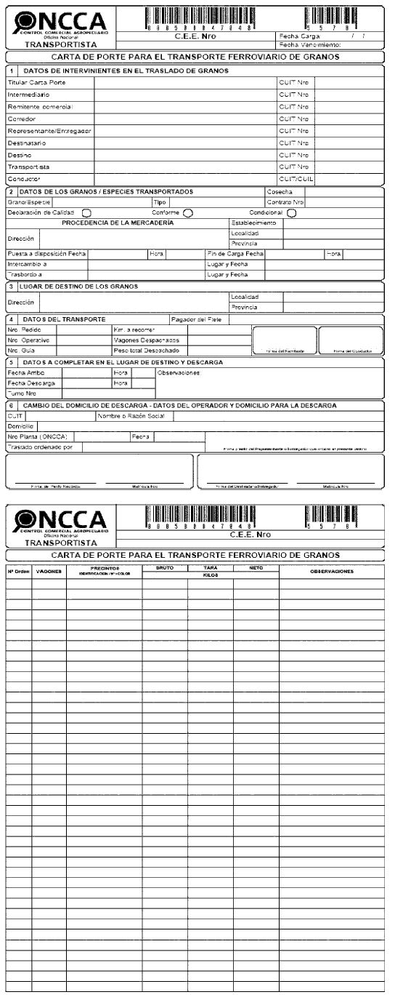 ONCCA
CONTROL COMERCIAL AGROPECUARIO
Oficina Nacional
TRANSPORTISTA
C.E.E. Nro
Fecha Carga: / /
Fecha Vencimiento:
CARTA DE PORTE PARA EL TRANSPORTE FERROVIARIO DE GRANOS
1 DATOS DE INTERVINIENTES EN EL TRASLADO DE GRANOS
Titular Carta Porte CUIT Nro
Intermediario CUIT Nro
Remitente comercial CUIT Nro
Corredor CUIT Nro
Representante/Entregador CUIT Nro
Destinatario CUIT Nro
Destino CUIT Nro
Transportista CUIT Nro
Conductor CUIT/CUIL
2 DATOS DE LOS GRANOS / ESPECIES TRANSPORTADOS Cosecha
Grano/Especie Tipo Contrato Nro
Declaración de Calidad Conforme Condicional
PROCEDENCIA DE LA MERCADERÍA Establecimiento
Dirección Localidad
Provincia
Puesta a disposición Fecha Hora Fin de Carga Fecha Hora
Intercambio a Lugar y Fecha
Trasbordo a Lugar y Fecha
3 LUGAR DE DESTINO DE LOS GRANOS
Dirección Localidad
Provincia
4 DATOS DEL TRANSPORTE Pagador del Flete
Nro. Pedido Km. a recorrer
Nro. Operativo Vagones Despachados
Nro. Guía Peso total Despachado Firma del Remitente Firma del Conductor
5 DATOS A COMPLETAR EN EL LUGAR DE DESTINO Y DESCARGA
Fecha Arribo Hora Observaciones:
Fecha Descarga Hora
Turno Nro
6 CAMBIO DEL DOMICILIO DE DESCARGA - DATOS DEL OPERADOR Y DOMICILIO PARA LA DESCARGA
CUIT Nombre o Razón Social
Domicilio
Nro Planta (ONCCA) Fecha
Traslado ordenado por
Matrícula Nro Matrícula Nro
ONCCA
CONTROL COMERCIAL AGROPECUARIO
Oficina Nacional
TRANSPORTISTA
C.E.E. Nro
CARTA DE PORTE PARA EL TRANSPORTE FERROVIARIO DE GRANOS
Nº Orden VAGONES PRECINTOS BRUTO TARA NETO OBSERVACIONES
IDENTIFICACION / Nº - COLOR KILOS